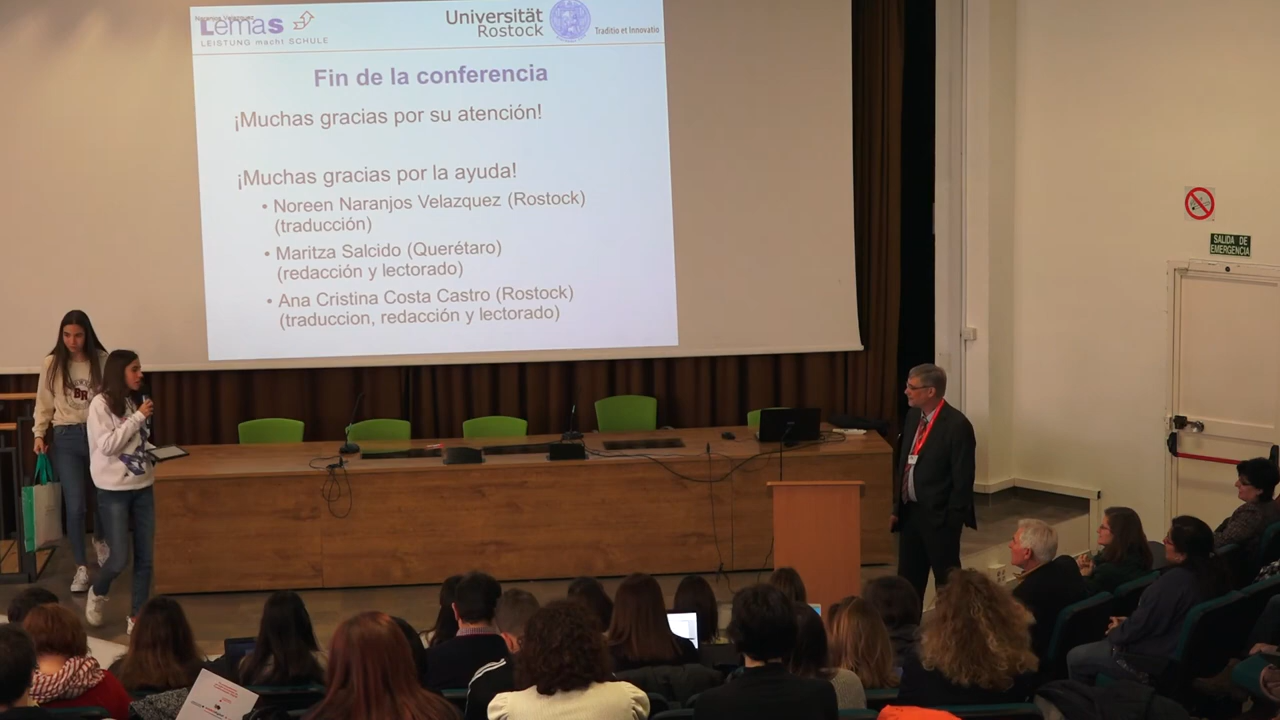 Lemas
LEISTUNG macht SCHULE
Universität
Rostock
Traditio et Innovatio
Fin de la conferencia
¡Muchas gracias por su atención!
¡Muchas gracias por la ayuda!
• Noreen Naranjos Velazquez (Rostock)
(traducción)
• Maritza Salcido (Querétaro)
(redacción y lectorado)
• Ana Cristina Costa Castro (Rostock)
(traduccion, redacción y lectorado)
SALIDA DE
EMERGENCIA
BR